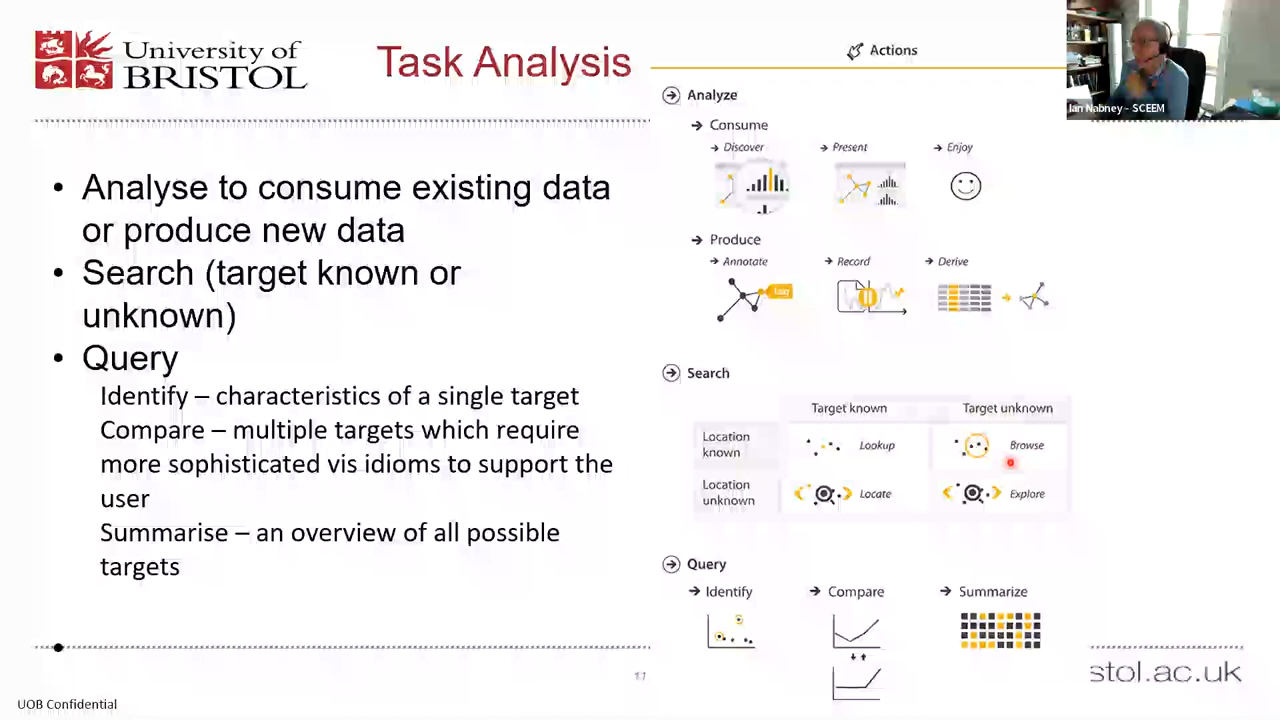 University of
BRISTOL
Task Analysis
• Analyse to consume existing data
or produce new data
• Search (target known or
unknown)
• Query
Identify – characteristics of a single target
Compare – multiple targets which require
more sophisticated vis idioms to support the
user
Summarise – an overview of all possible
targets
Actions
Analyze
Consume
Discover
Present
Enjoy
Produce
Annotate
Record
Derive
tag
Search
Target known
Target unknown
Location
known
Lookup
Browse
Location
unknown
Locate
Explore
Query
Identify
Compare
Summarize
Ian Nabney - SCEEM
11
stol.ac.uk
UOB Confidential